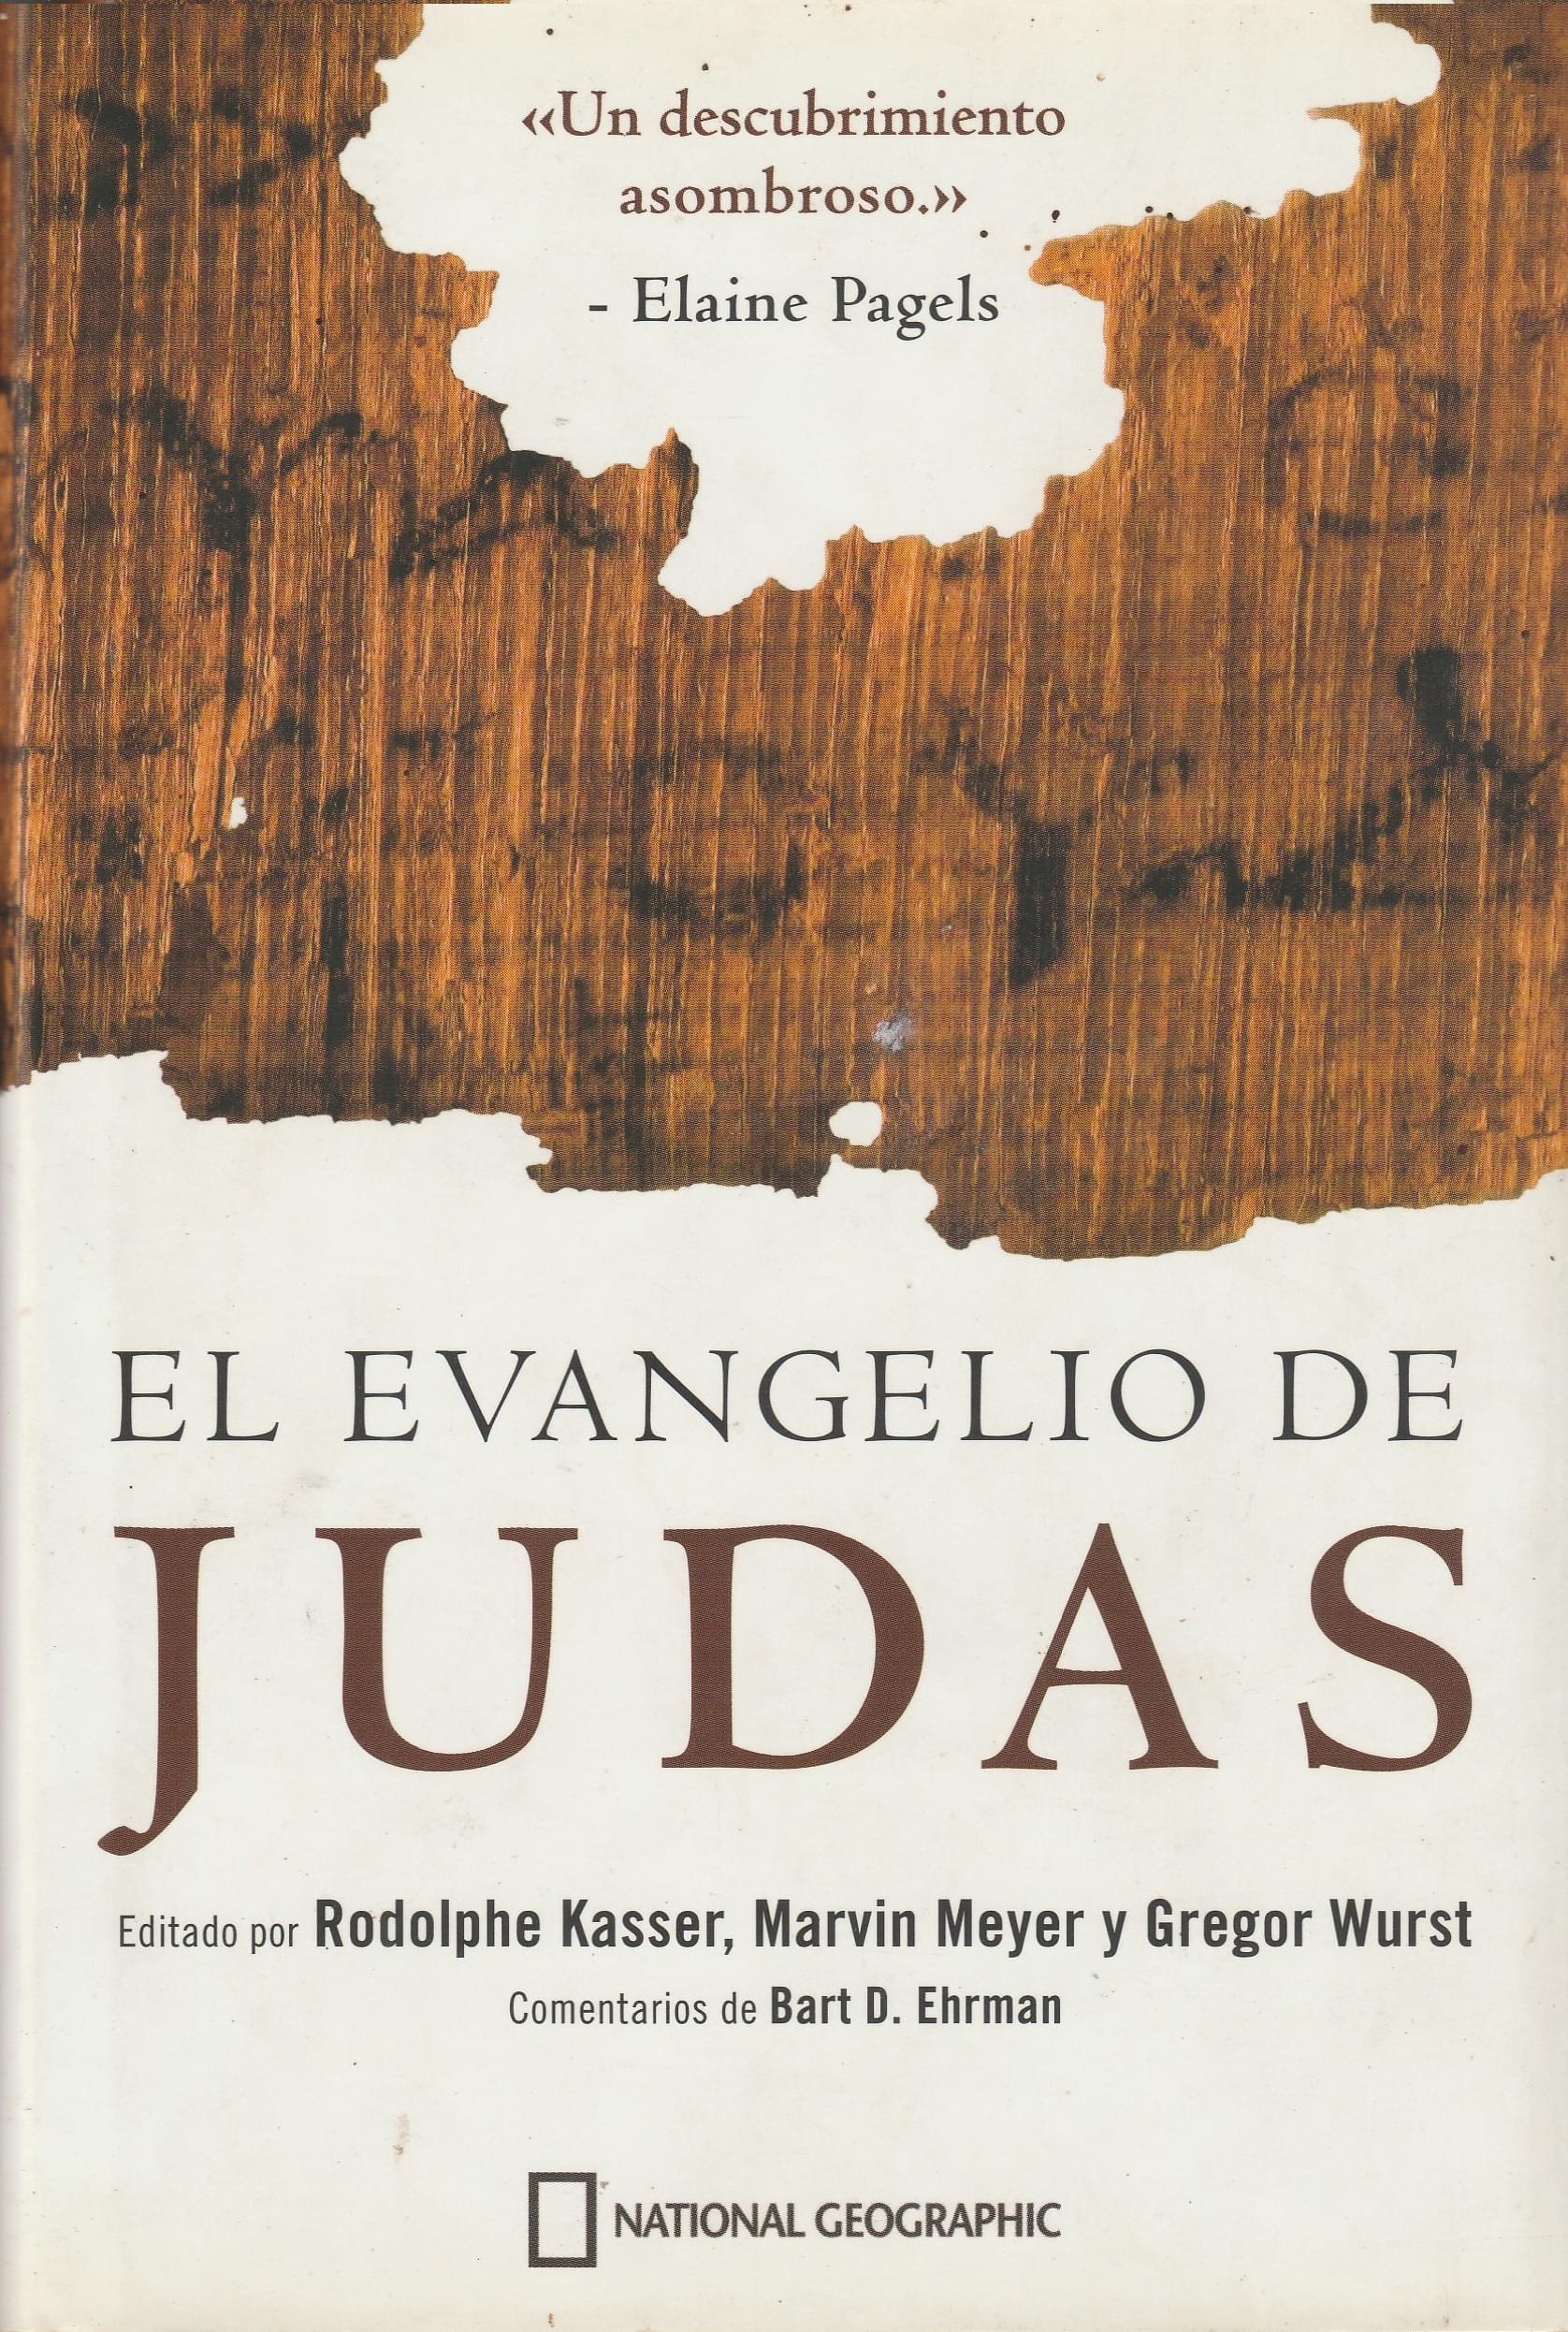 «Un descubrimiento
asombroso.»
- Elaine Pagels
EL EVANGELIO DE
JUDAS
Editado por Rodolphe Kasser, Marvin Meyer y Gregor Wurst
Comentarios de Bart D. Ehrman
NATIONAL GEOGRAPHIC